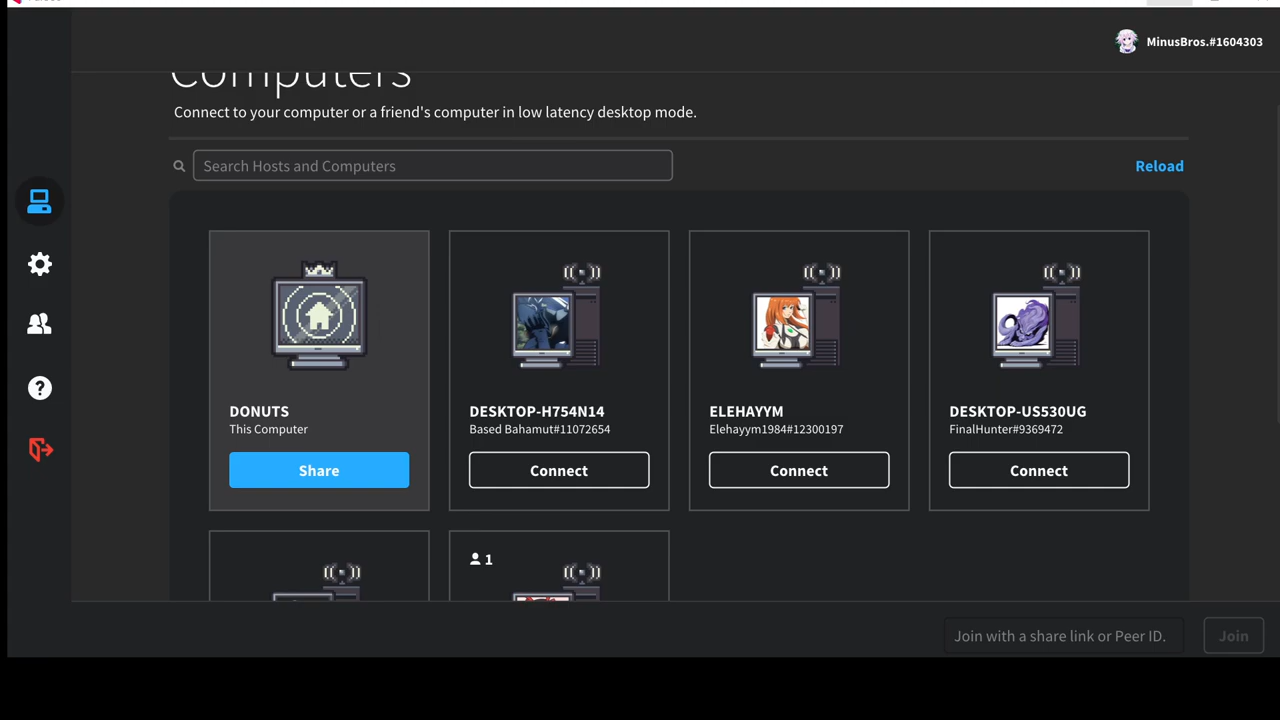 MinusBros.#1604303
Computers
Connect to your computer or a friend's computer in low latency desktop mode.
Search Hosts and Computers
Reload
DONUTS
This Computer
Share
DESKTOP-H754N14
Based Bahamut#11072654
Connect
ELEHAYYM
Elehayym1984#12300197
Connect
DESKTOP-US530UG
FinalHunter#9369472
Connect
1
Join with a share link or Peer ID.
Join